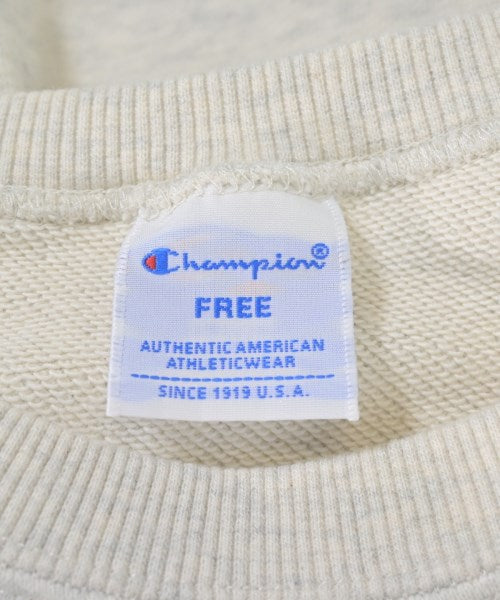 Champion®
FREE
AUTHENTIC AMERICAN
ATHLETICWEAR
SINCE 1919 U.S.A.